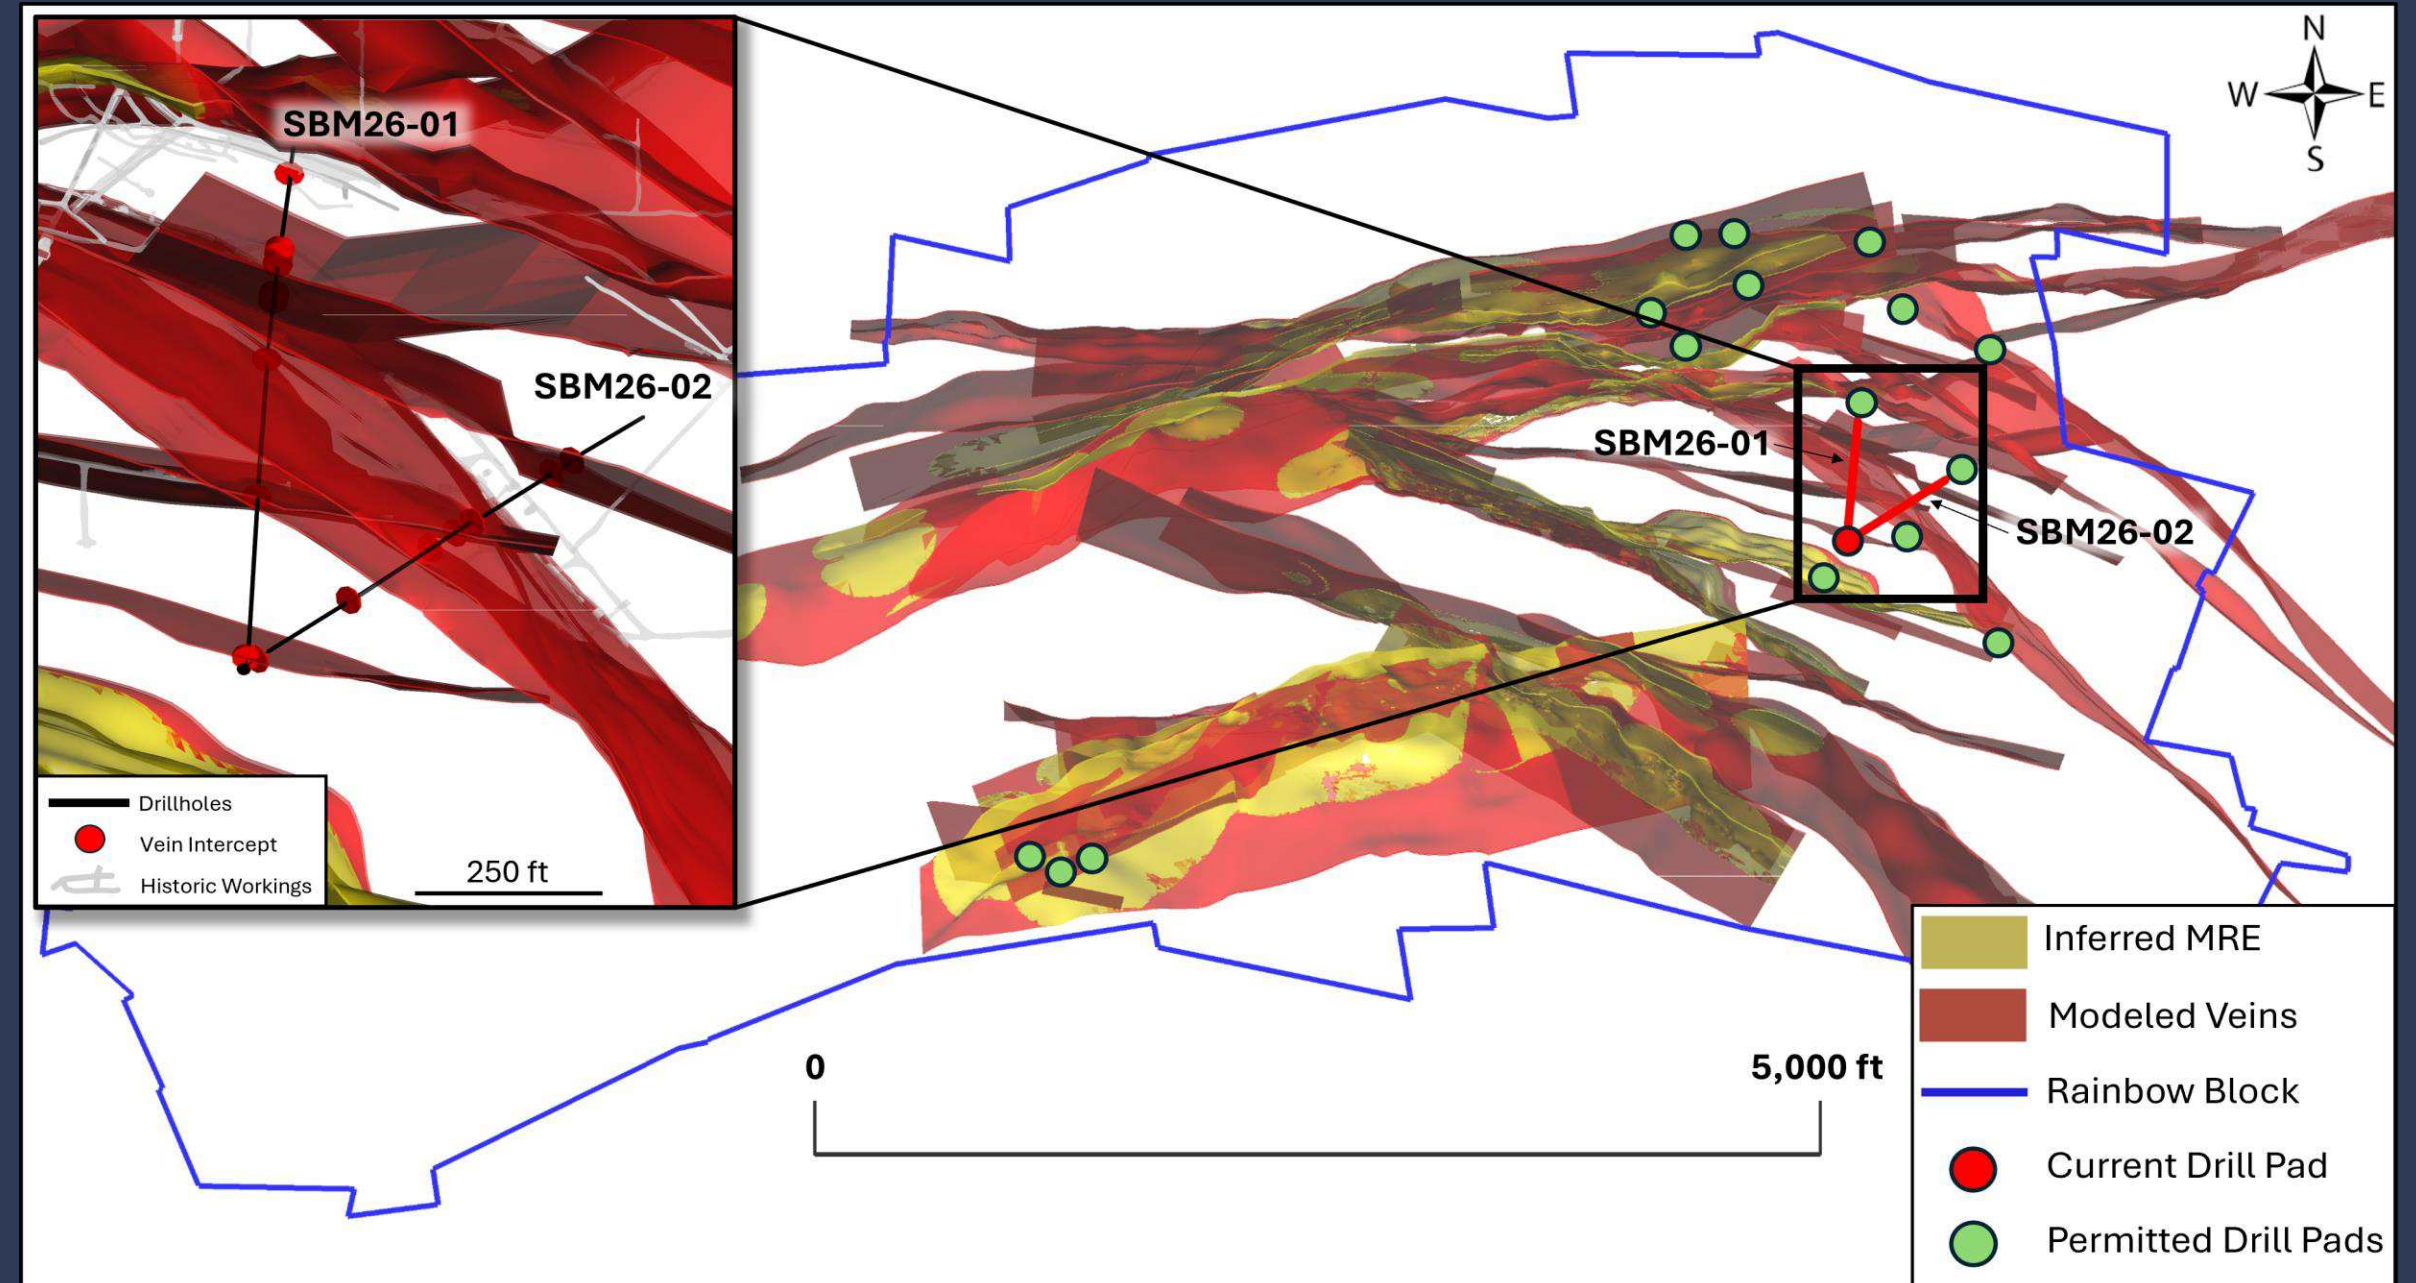 N
W E
S
SBM26-01
SBM26-02
Drillholes
Vein Intercept
Historic Workings
250 ft
SBM26-01
SBM26-02
0 5,000 ft
Inferred MRE
Modeled Veins
Rainbow Block
Current Drill Pad
Permitted Drill Pads